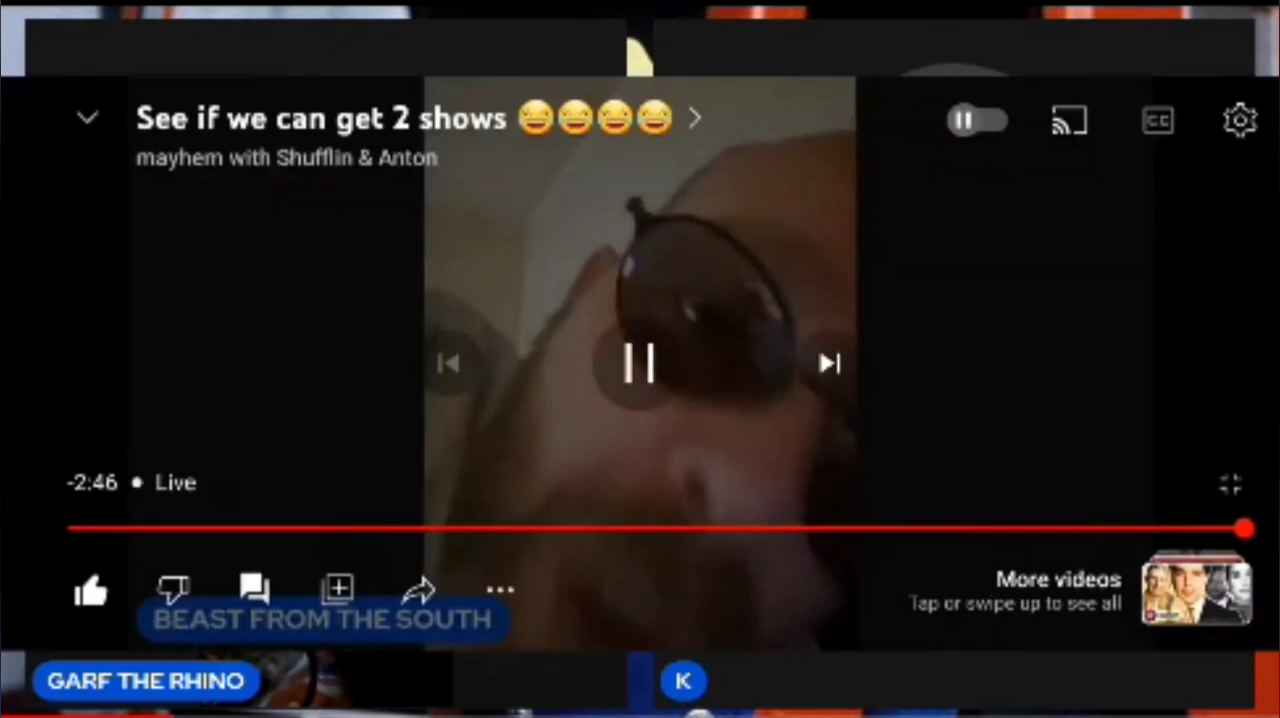 See if we can get 2 shows 😂😂😂😂
mayhem with Shufflin & Anton
CC
-2:46 • Live
More videos
Tap or swipe up to see all
BEAST FROM THE SOUTH
GARF THE RHINO
K